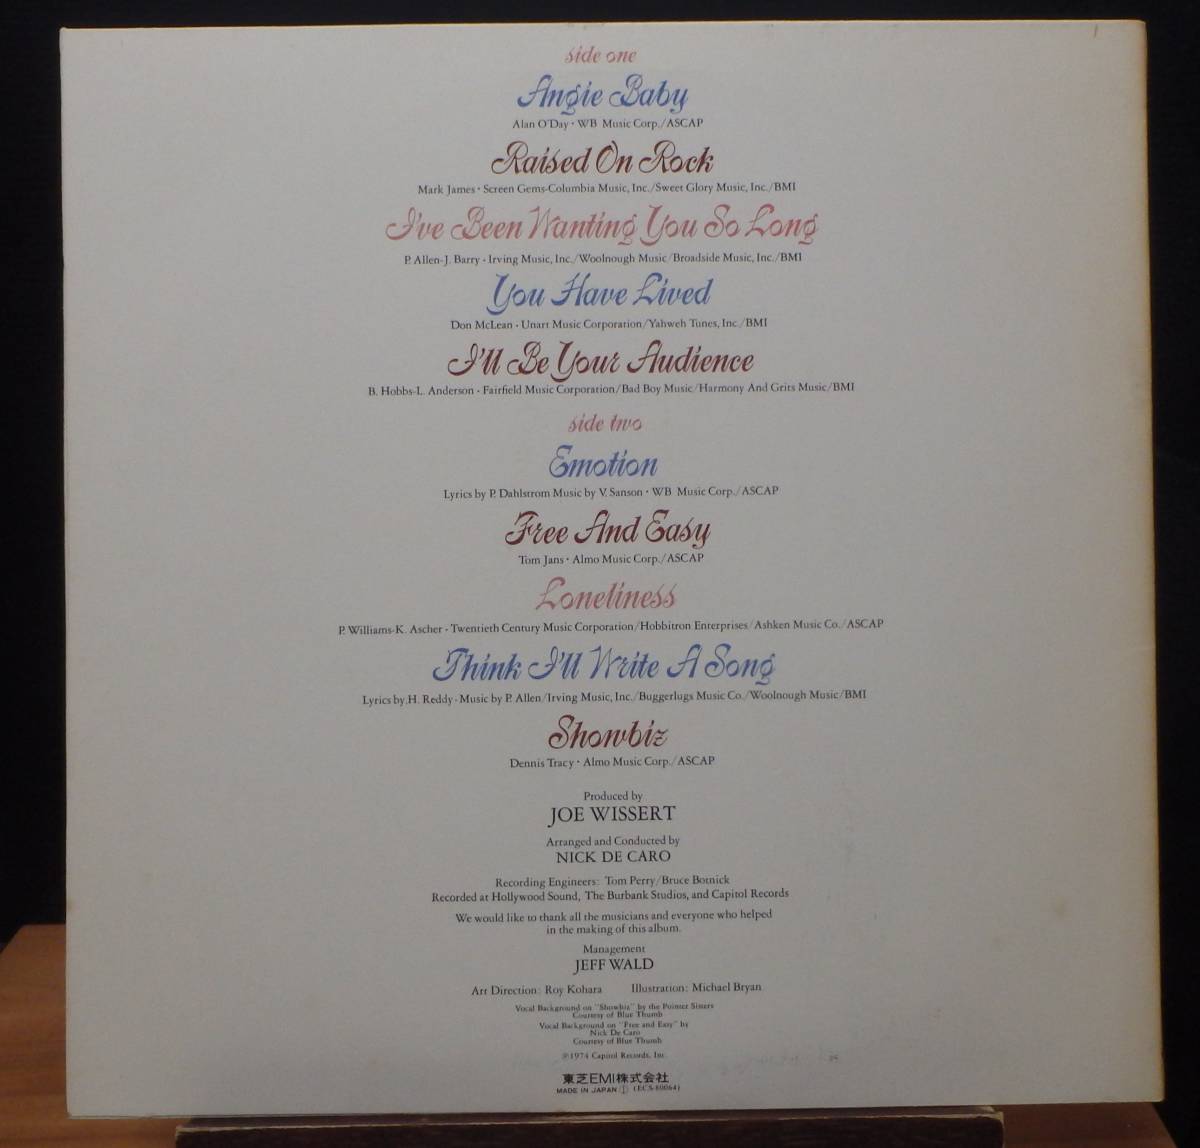 side one
Angie Baby
Alan O'Day · WB Music Corp./ASCAP
Raised On Rock
Mark James · Screen Gems-Columbia Music, Inc./Sweet Glory Music, Inc./BMI
I've Been Wanting You So Long
P. Allen-J. Barry · Irving Music, Inc./Woolnough Music/Broadside Music, Inc./BMI
You Have Lived
Don McLean · Unart Music Corporation/Yahweh Tunes, Inc./BMI
I'll Be Your Audience
B. Hobbs-L. Anderson · Fairfield Music Corporation/Bad Boy Music/Harmony And Grits Music/BMI
side two
Emotion
Lyrics by P. Dahlstrom Music by V. Sanson · WB Music Corp./ASCAP
Free And Easy
Tom Jans · Almo Music Corp./ASCAP
Loneliness
P. Williams-K. Ascher · Twentieth Century Music Corporation/Hobbitron Enterprises/Ashken Music Co./ASCAP
Think I'll Write A Song
Lyrics by H. Reddy · Music by P. Allen/Irving Music, Inc./Buggerlugs Music Co./Woolnough Music/BMI
Showbiz
Dennis Tracy · Almo Music Corp./ASCAP
Produced by
JOE WISSERT
Arranged and Conducted by
NICK DE CARO
Recording Engineers: Tom Perry/Bruce Botnick
Recorded at Hollywood Sound, The Burbank Studios, and Capitol Records
We would like to thank all the musicians and everyone who helped
in the making of this album.
Management
JEFF WALD
Art Direction: Roy Kohara Illustration: Michael Bryan
Vocal Background on "Showbiz" by the Pointer Sisters
Courtesy of Blue Thumb
Vocal Background on "Free and Easy" by
Nick De Caro
Courtesy of Blue Thumb
℗1974 Capitol Records, Inc.
東芝EMI株式会社
MADE IN JAPAN Ⓘ (ECS-80064)